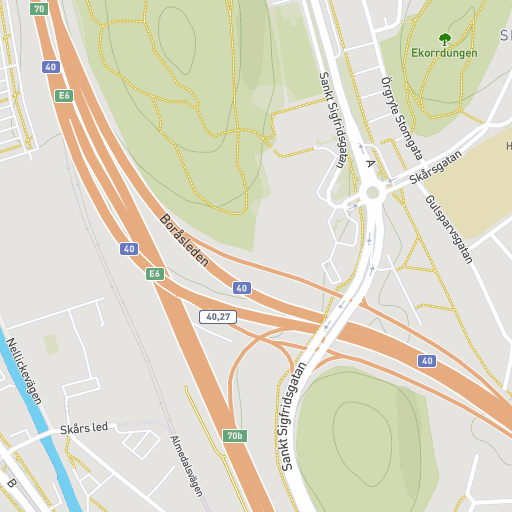 70
S
Ekorrdungen
40
E6
Sankt Sigfridsgatan
Örgryte Stomgata
H
A
Skårsgatan
Gulsparvsgatan
Boråsleden
40
E6
40
40,27
Nellickevägen
40
Sankt Sigfridsgatan
Skårs led
70b
Almedalsvägen
B